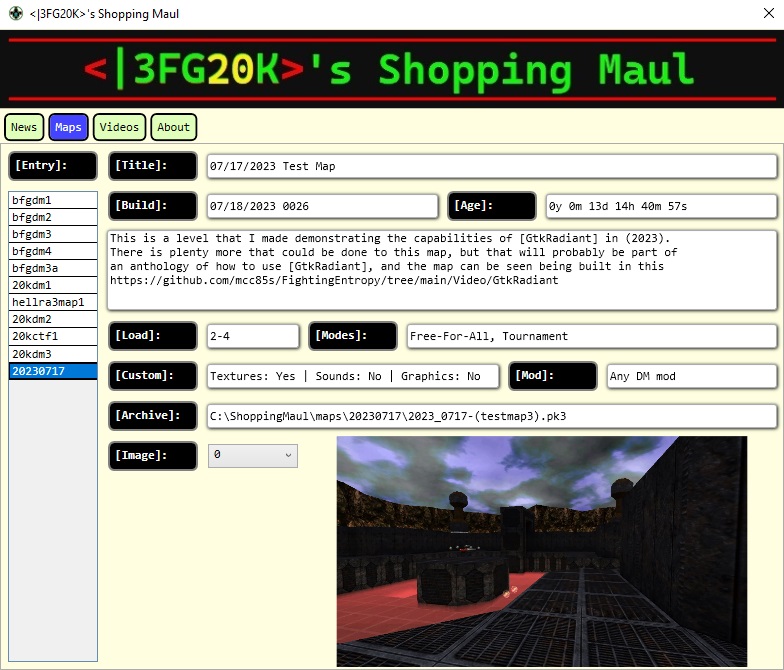 <|3FG20K>'s Shopping Maul
<|3FG20K>'s Shopping Maul
News Maps Videos About
[Entry]: [Title]: 07/17/2023 Test Map
[Build]: 07/18/2023 0026 [Age]: 0y 0m 13d 14h 40m 57s
bfgdm1
bfgdm2
bfgdm3
bfgdm4
bfgdm3a
20kdm1
hellra3map1
20kdm2
20kctf1
20kdm3
20230717
This is a level that I made demonstrating the capabilities of [GtkRadiant] in (2023).
There is plenty more that could be done to this map, but that will probably be part of
an anthology of how to use [GtkRadiant], and the map can be seen being built in this
https://github.com/mcc85s/FightingEntropy/tree/main/Video/GtkRadiant
[Load]: 2-4 [Modes]: Free-For-All, Tournament
[Custom]: Textures: Yes | Sounds: No | Graphics: No [Mod]: Any DM mod
[Archive]: C:\ShoppingMaul\maps\20230717\2023_0717-(testmap3).pk3
[Image]: 0